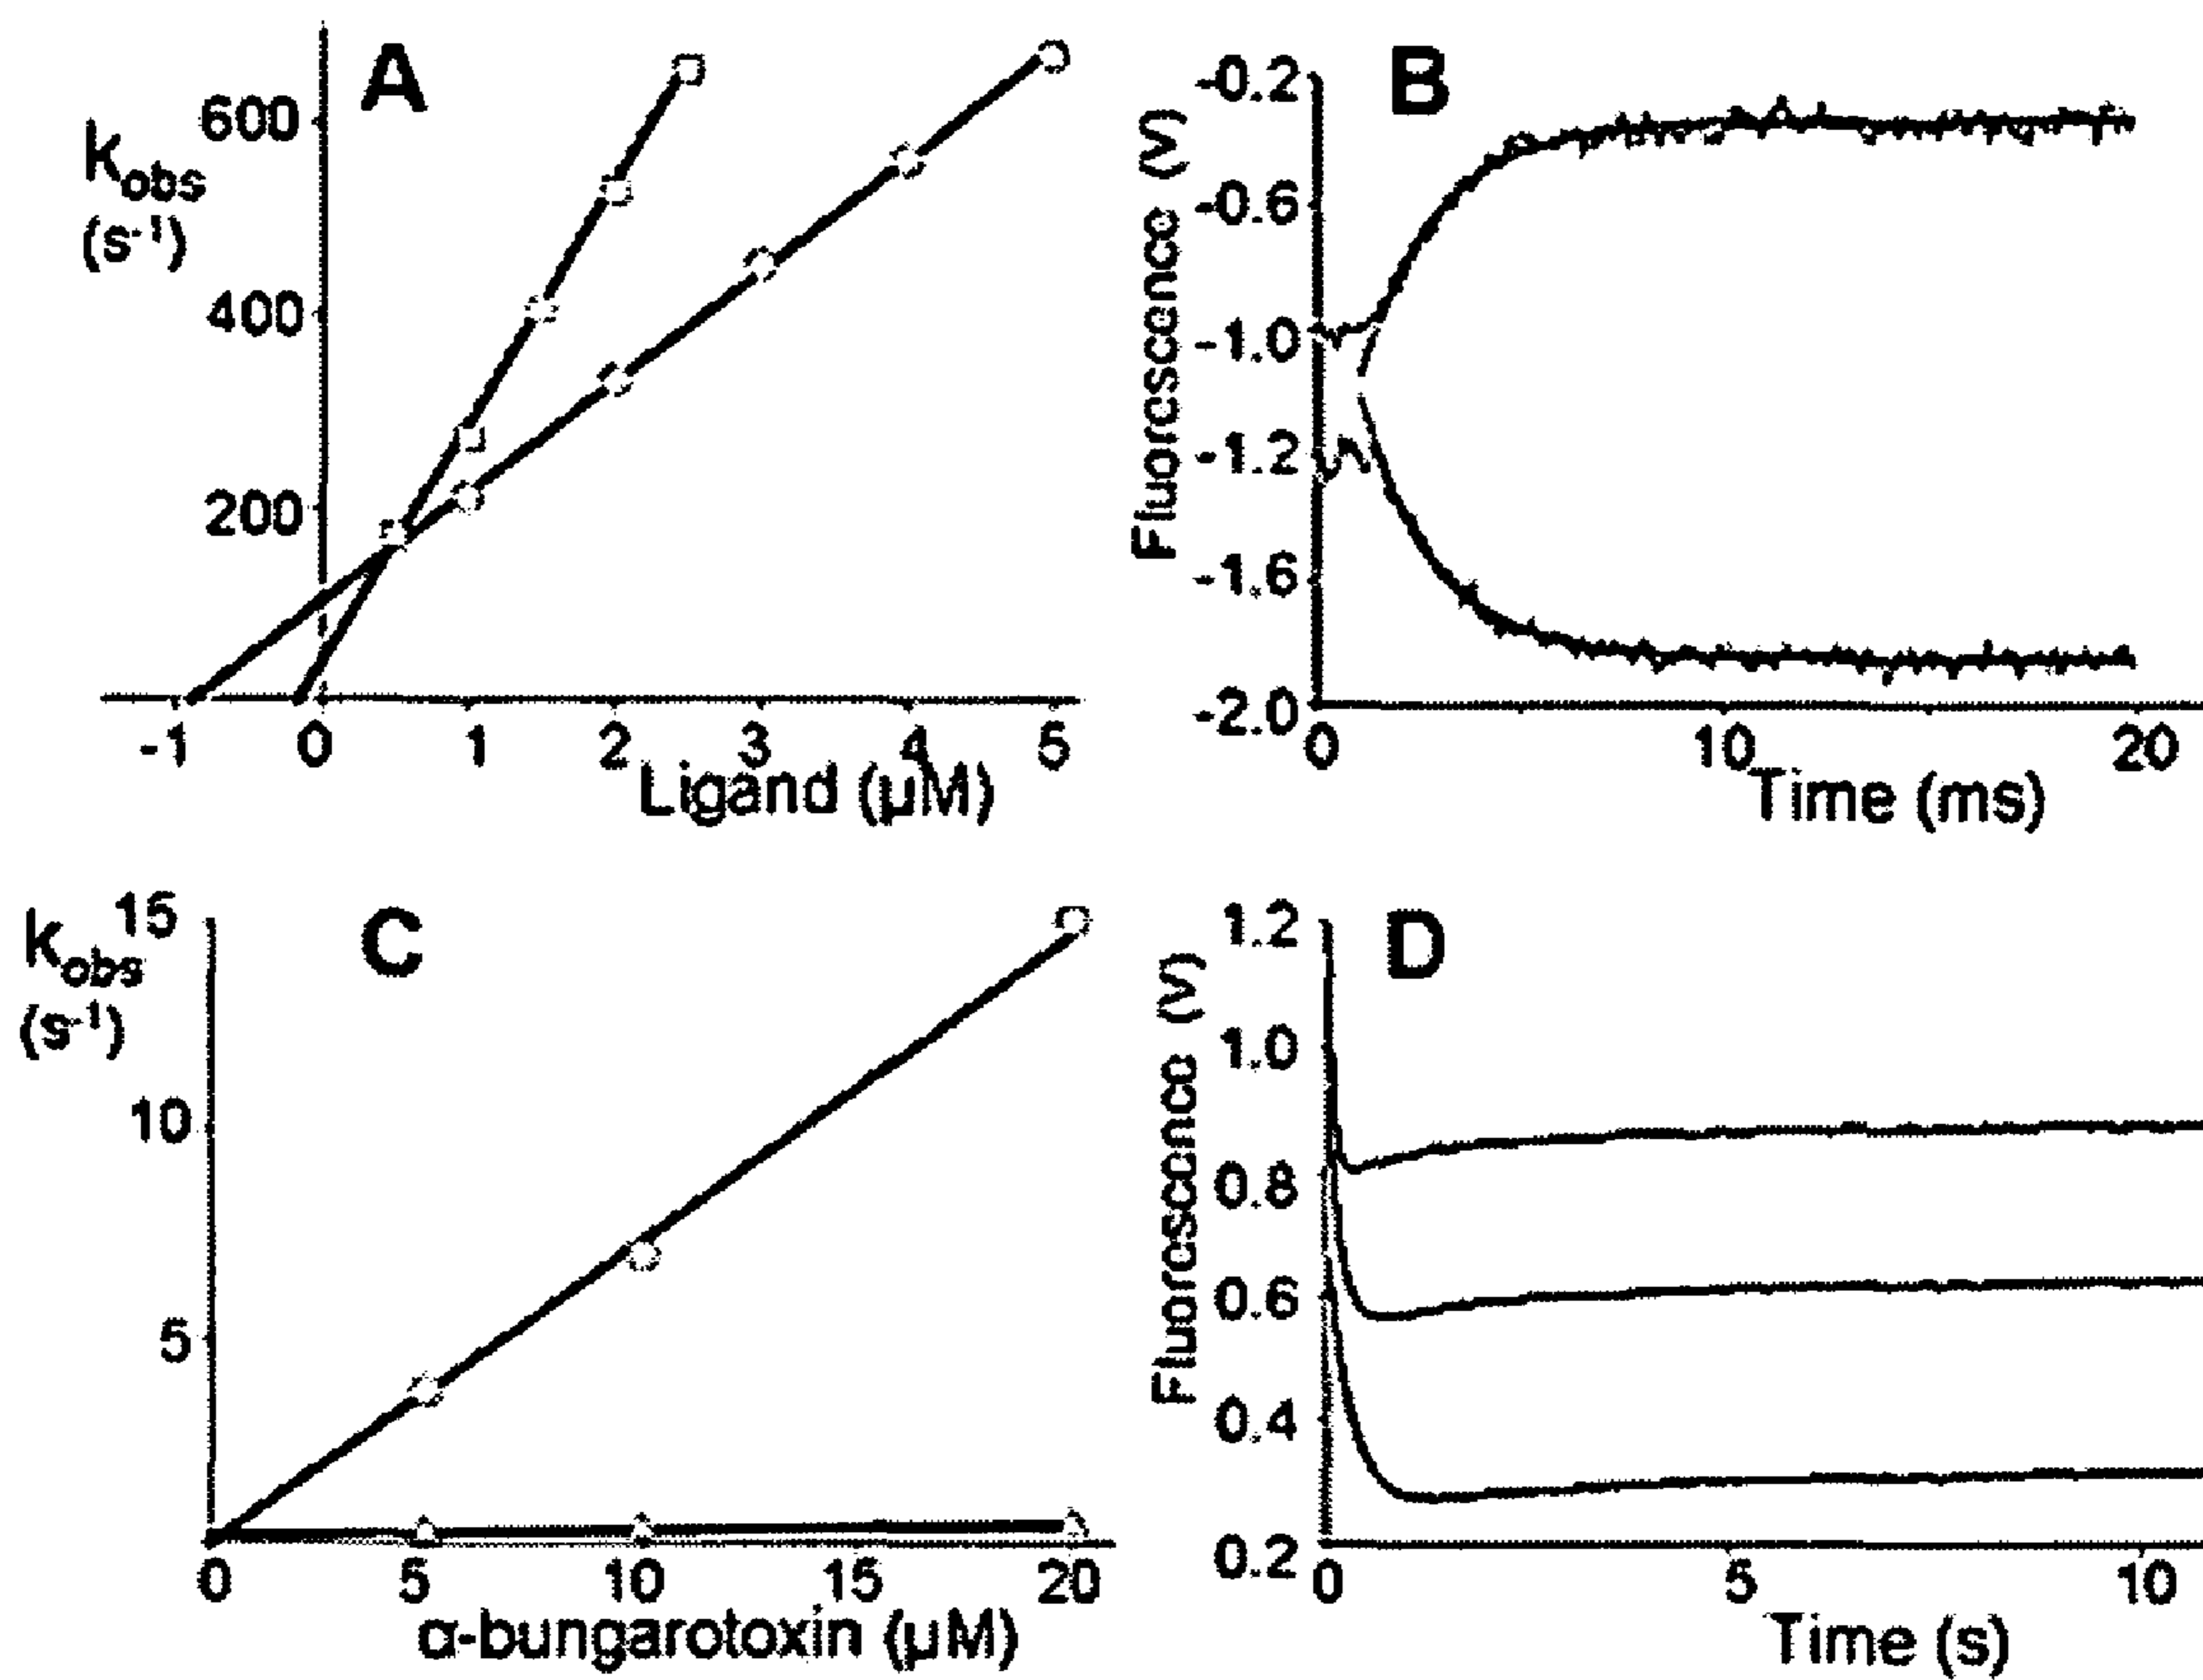 A
k_obs
(s⁻¹)
600
400
200
-1 0 1 2 3 4 5
Ligand (µM)
B
Fluorescence (V)
-0.2
-0.6
-1.0
-1.2
-1.6
-2.0
0 10 20
Time (ms)
C
k_obs
(s⁻¹)
15
10
5
0 5 10 15 20
α-bungarotoxin (µM)
D
Fluorescence (V)
1.2
1.0
0.8
0.6
0.4
0.2
0 5 10
Time (s)